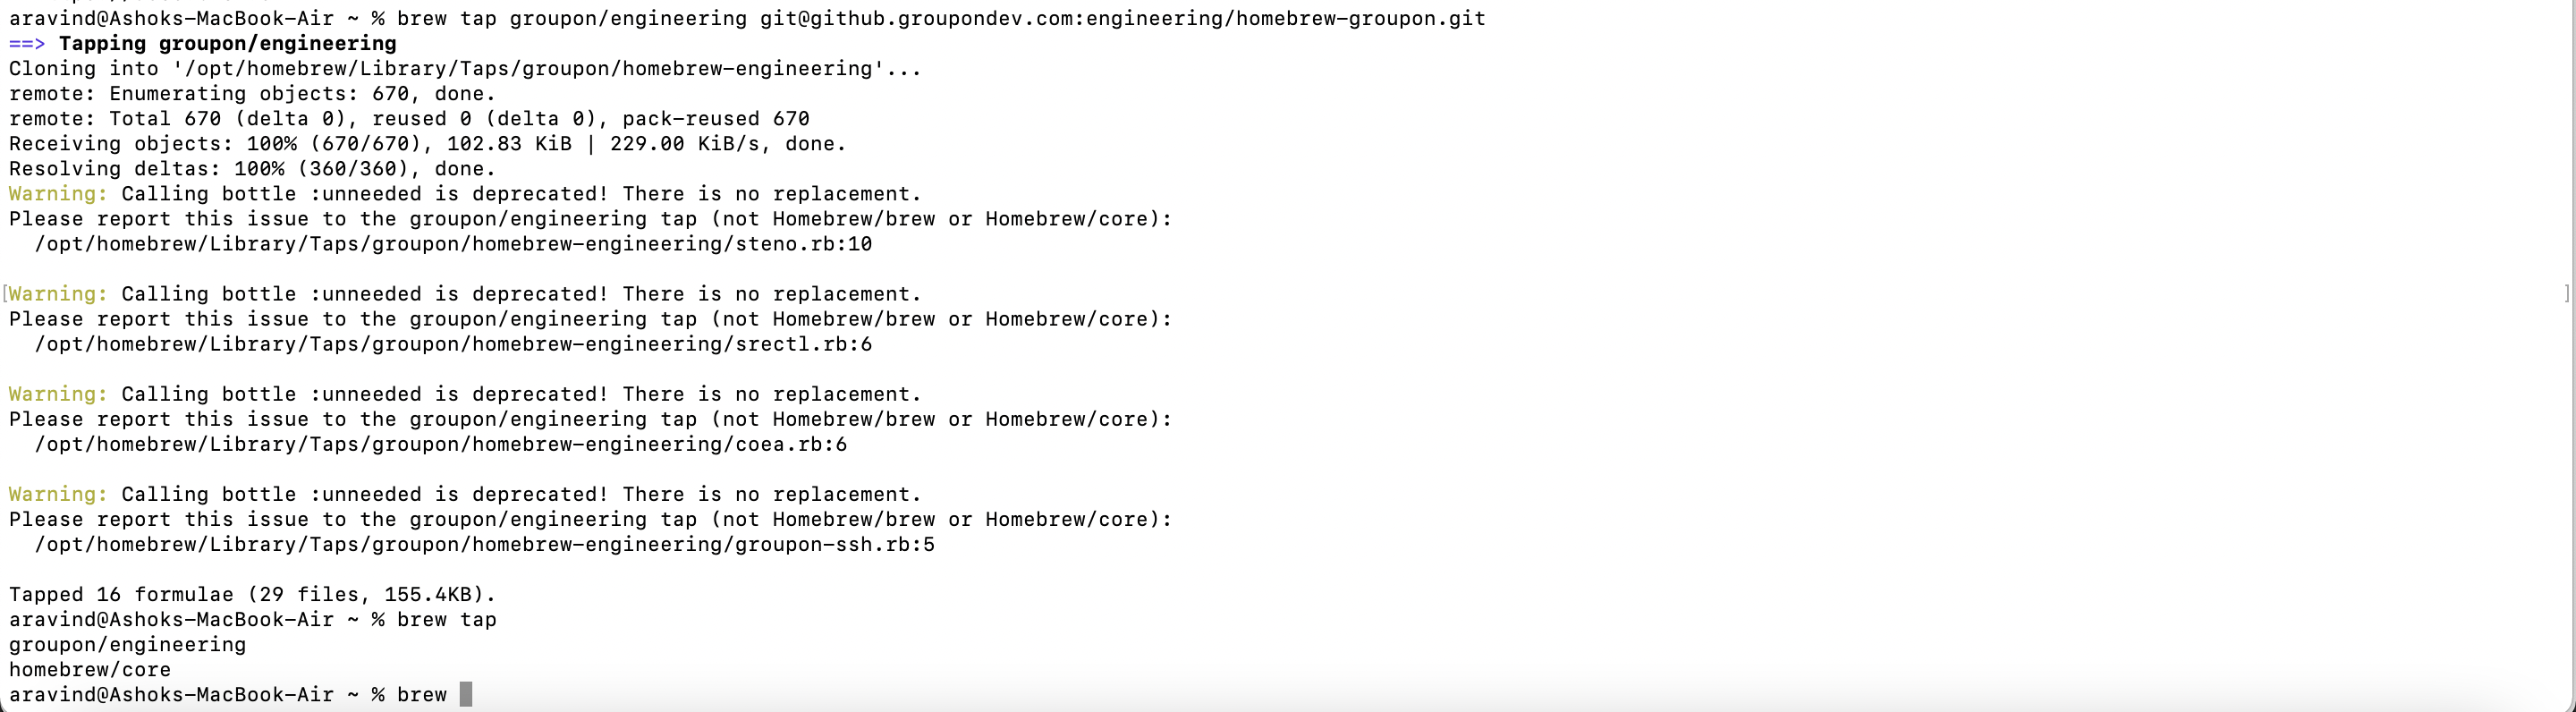 aravind@Ashoks-MacBook-Air ~ % brew tap groupon/engineering git@github.groupondev.com:engineering/homebrew-groupon.git
==> Tapping groupon/engineering
Cloning into '/opt/homebrew/Library/Taps/groupon/homebrew-engineering'...
remote: Enumerating objects: 670, done.
remote: Total 670 (delta 0), reused 0 (delta 0), pack-reused 670
Receiving objects: 100% (670/670), 102.83 KiB | 229.00 KiB/s, done.
Resolving deltas: 100% (360/360), done.
Warning: Calling bottle :unneeded is deprecated! There is no replacement.
Please report this issue to the groupon/engineering tap (not Homebrew/brew or Homebrew/core):
  /opt/homebrew/Library/Taps/groupon/homebrew-engineering/steno.rb:10
[Warning: Calling bottle :unneeded is deprecated! There is no replacement. ]
Please report this issue to the groupon/engineering tap (not Homebrew/brew or Homebrew/core):
  /opt/homebrew/Library/Taps/groupon/homebrew-engineering/srectl.rb:6
Warning: Calling bottle :unneeded is deprecated! There is no replacement.
Please report this issue to the groupon/engineering tap (not Homebrew/brew or Homebrew/core):
  /opt/homebrew/Library/Taps/groupon/homebrew-engineering/coea.rb:6
Warning: Calling bottle :unneeded is deprecated! There is no replacement.
Please report this issue to the groupon/engineering tap (not Homebrew/brew or Homebrew/core):
  /opt/homebrew/Library/Taps/groupon/homebrew-engineering/groupon-ssh.rb:5
Tapped 16 formulae (29 files, 155.4KB).
aravind@Ashoks-MacBook-Air ~ % brew tap
groupon/engineering
homebrew/core
aravind@Ashoks-MacBook-Air ~ % brew